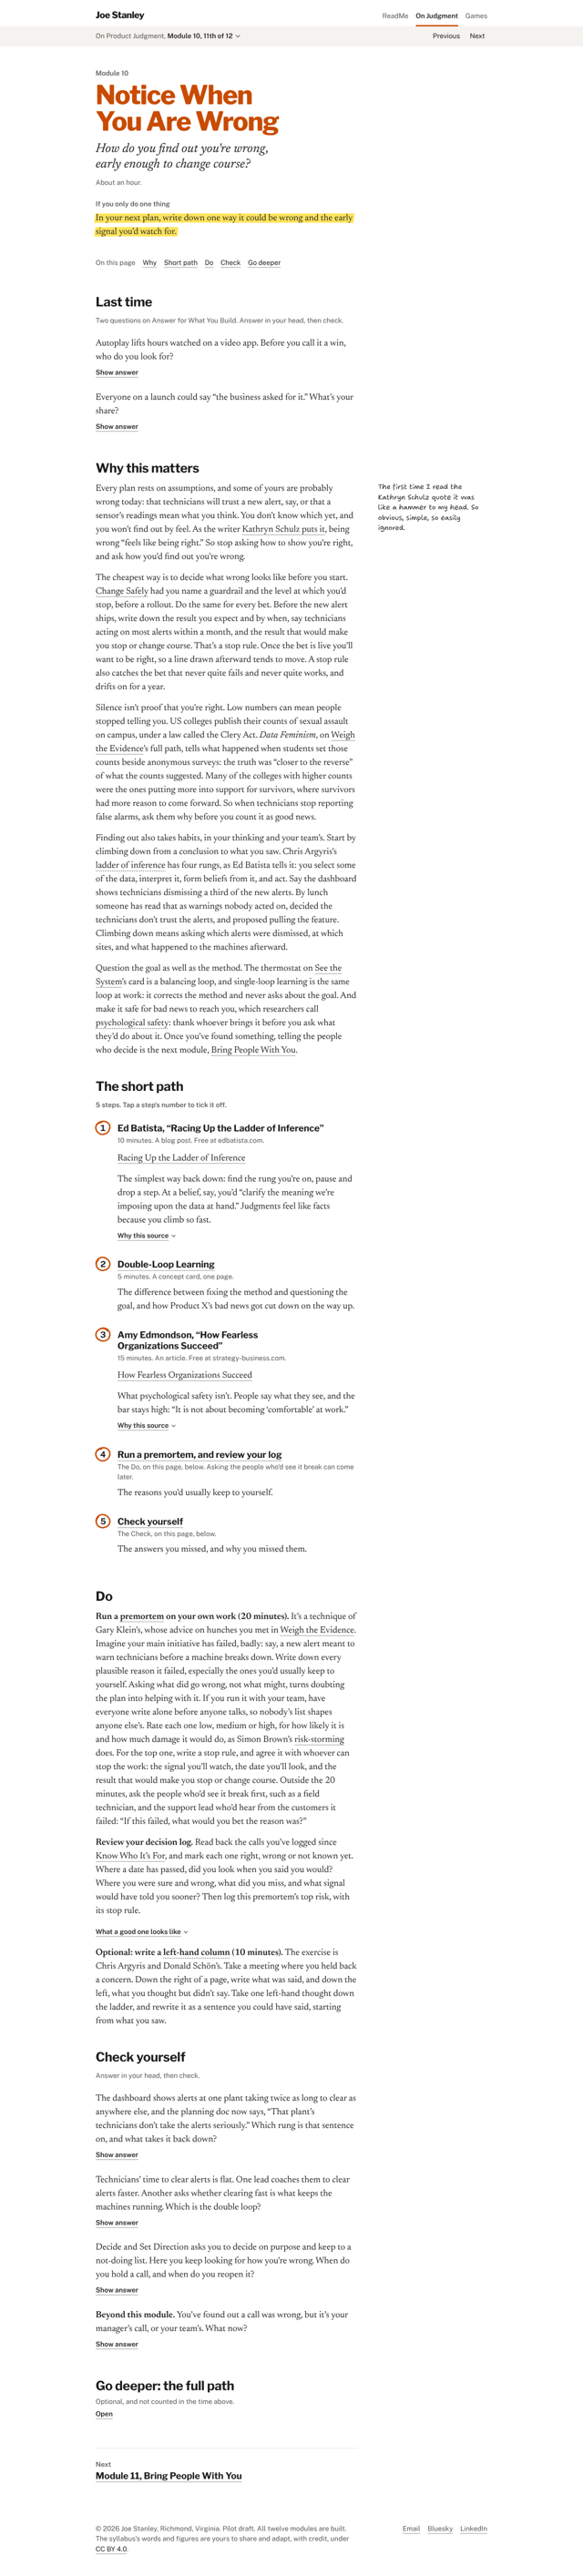 Joe Stanley
ReadMe On Judgment Games
On Product Judgment, Module 10, 11th of 12
Previous Next
Module 10
Notice When
You Are Wrong
How do you find out you're wrong,
early enough to change course?
About an hour.
If you only do one thing
In your next plan, write down one way it could be wrong and the early
signal you'd watch for.
On this page Why Short path Do Check Go deeper
Last time
Two questions on Answer for What You Build. Answer in your head, then check.
Autoplay lifts hours watched on a video app. Before you call it a win,
who do you look for?
Show answer
Everyone on a launch could say “the business asked for it.” What's your
share?
Show answer
Why this matters
Every plan rests on assumptions, and some of yours are probably
wrong today: that technicians will trust a new alert, say, or that a
sensor's readings mean what you think. You don't know which yet, and
you won't find out by feel. As the writer Kathryn Schulz puts it, being
wrong “feels like being right.” So stop asking how to show you're right,
and ask how you'd find out you're wrong.
The first time I read the
Kathryn Schulz quote it was
like a hammer to my head. So
obvious, simple, so easily
ignored.
The cheapest way is to decide what wrong looks like before you start.
Change Safely had you name a guardrail and the level at which you'd
stop, before a rollout. Do the same for every bet. Before the new alert
ships, write down the result you expect and by when, say technicians
acting on most alerts within a month, and the result that would make
you stop or change course. That's a stop rule. Once the bet is live you'll
want to be right, so a line drawn afterward tends to move. A stop rule
also catches the bet that never quite fails and never quite works, and
drifts on for a year.
Silence isn't proof that you're right. Low numbers can mean people
stopped telling you. US colleges publish their counts of sexual assault
on campus, under a law called the Clery Act. Data Feminism, on Weigh
the Evidence's full path, tells what happened when students set those
counts beside anonymous surveys: the truth was “closer to the reverse”
of what the counts suggested. Many of the colleges with higher counts
were the ones putting more into support for survivors, where survivors
had more reason to come forward. So when technicians stop reporting
false alarms, ask them why before you count it as good news.
Finding out also takes habits, in your thinking and your team's. Start by
climbing down from a conclusion to what you saw. Chris Argyris's
ladder of inference has four rungs, as Ed Batista tells it: you select some
of the data, interpret it, form beliefs from it, and act. Say the dashboard
shows technicians dismissing a third of the new alerts. By lunch
someone has read that as warnings nobody acted on, decided the
technicians don't trust the alerts, and proposed pulling the feature.
Climbing down means asking which alerts were dismissed, at which
sites, and what happened to the machines afterward.
Question the goal as well as the method. The thermostat on See the
System's card is a balancing loop, and single-loop learning is the same
loop at work: it corrects the method and never asks about the goal. And
make it safe for bad news to reach you, which researchers call
psychological safety: thank whoever brings it before you ask what
they'd do about it. Once you've found something, telling the people
who decide is the next module, Bring People With You.
The short path
5 steps. Tap a step's number to tick it off.
1 Ed Batista, “Racing Up the Ladder of Inference”
10 minutes. A blog post. Free at edbatista.com.
Racing Up the Ladder of Inference
The simplest way back down: find the rung you're on, pause and
drop a step. At a belief, say, you'd “clarify the meaning we're
imposing upon the data at hand.” Judgments feel like facts
because you climb so fast.
Why this source
2 Double-Loop Learning
5 minutes. A concept card, one page.
The difference between fixing the method and questioning the
goal, and how Product X's bad news got cut down on the way up.
3 Amy Edmondson, “How Fearless
Organizations Succeed”
15 minutes. An article. Free at strategy-business.com.
How Fearless Organizations Succeed
What psychological safety isn't. People say what they see, and the
bar stays high: “It is not about becoming ‘comfortable’ at work.”
Why this source
4 Run a premortem, and review your log
The Do, on this page, below. Asking the people who'd see it break can come
later.
The reasons you'd usually keep to yourself.
5 Check yourself
The Check, on this page, below.
The answers you missed, and why you missed them.
Do
Run a premortem on your own work (20 minutes). It's a technique of
Gary Klein's, whose advice on hunches you met in Weigh the Evidence.
Imagine your main initiative has failed, badly: say, a new alert meant to
warn technicians before a machine breaks down. Write down every
plausible reason it failed, especially the ones you'd usually keep to
yourself. Asking what did go wrong, not what might, turns doubting
the plan into helping with it. If you run it with your team, have
everyone write alone before anyone talks, so nobody's list shapes
anyone else's. Rate each one low, medium or high, for how likely it is
and how much damage it would do, as Simon Brown's risk-storming
does. For the top one, write a stop rule, and agree it with whoever can
stop the work: the signal you'll watch, the date you'll look, and the
result that would make you stop or change course. Outside the 20
minutes, ask the people who'd see it break first, such as a field
technician, and the support lead who'd hear from the customers it
failed: “If this failed, what would you bet the reason was?”
Review your decision log. Read back the calls you've logged since
Know Who It's For, and mark each one right, wrong or not known yet.
Where a date has passed, did you look when you said you would?
Where you were sure and wrong, what did you miss, and what signal
would have told you sooner? Then log this premortem's top risk, with
its stop rule.
What a good one looks like
Optional: write a left-hand column (10 minutes). The exercise is
Chris Argyris and Donald Schön's. Take a meeting where you held back
a concern. Down the right of a page, write what was said, and down the
left, what you thought but didn't say. Take one left-hand thought down
the ladder, and rewrite it as a sentence you could have said, starting
from what you saw.
Check yourself
Answer in your head, then check.
The dashboard shows alerts at one plant taking twice as long to clear as
anywhere else, and the planning doc now says, “That plant's
technicians don't take the alerts seriously.” Which rung is that sentence
on, and what takes it back down?
Show answer
Technicians' time to clear alerts is flat. One lead coaches them to clear
alerts faster. Another asks whether clearing fast is what keeps the
machines running. Which is the double loop?
Show answer
Decide and Set Direction asks you to decide on purpose and keep to a
not-doing list. Here you keep looking for how you're wrong. When do
you hold a call, and when do you reopen it?
Show answer
Beyond this module. You've found out a call was wrong, but it's your
manager's call, or your team's. What now?
Show answer
Go deeper: the full path
Optional, and not counted in the time above.
Open
Next
Module 11, Bring People With You
© 2026 Joe Stanley, Richmond, Virginia. Pilot draft. All twelve modules are built.
The syllabus's words and figures are yours to share and adapt, with credit, under
CC BY 4.0.
Email Bluesky LinkedIn